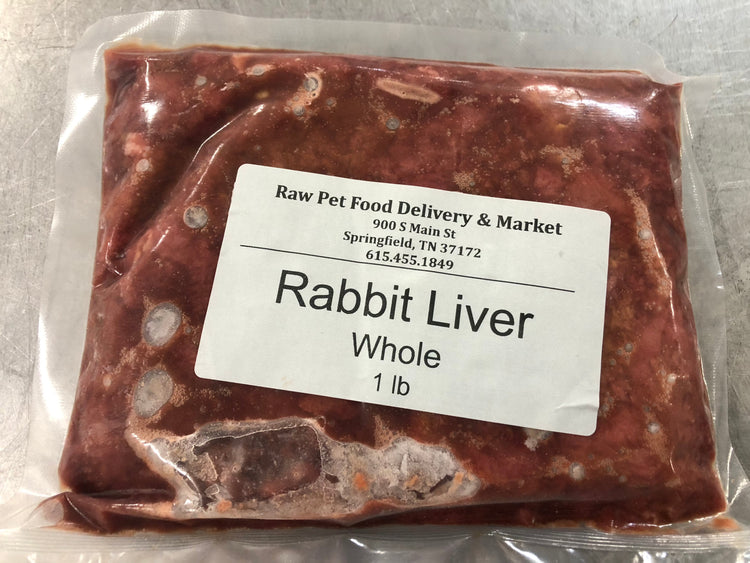 Raw Pet Food Delivery & Market
900 S Main St
Springfield, TN 37172
615.455.1849
Rabbit Liver
Whole
1 lb